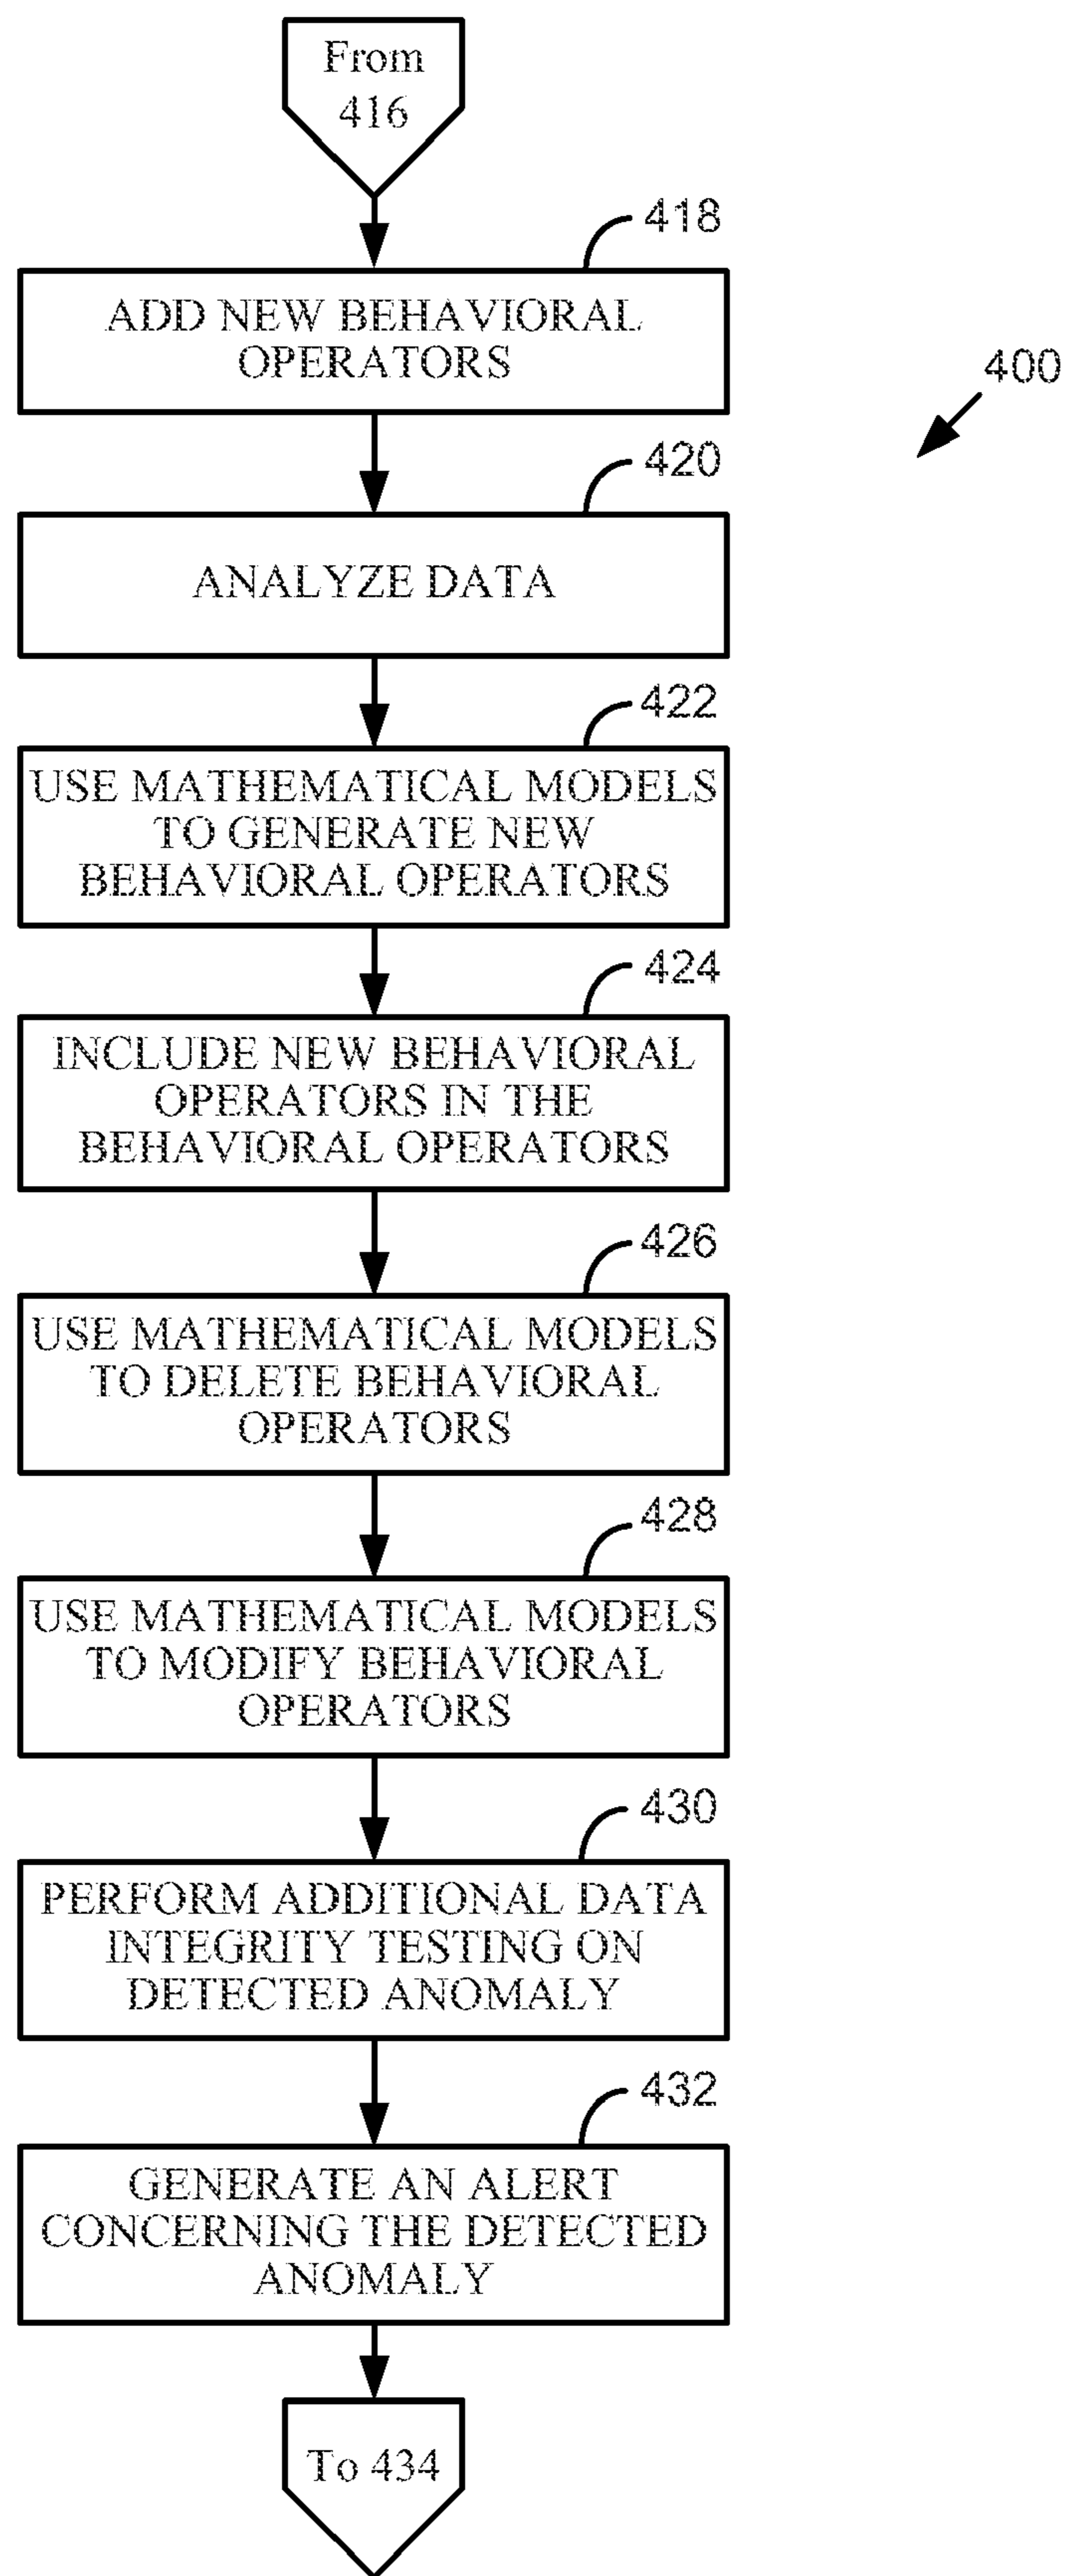 From
416
418
ADD NEW BEHAVIORAL
OPERATORS
400
420
ANALYZE DATA
422
USE MATHEMATICAL MODELS
TO GENERATE NEW
BEHAVIORAL OPERATORS
424
INCLUDE NEW BEHAVIORAL
OPERATORS IN THE
BEHAVIORAL OPERATORS
426
USE MATHEMATICAL MODELS
TO DELETE BEHAVIORAL
OPERATORS
428
USE MATHEMATICAL MODELS
TO MODIFY BEHAVIORAL
OPERATORS
430
PERFORM ADDITIONAL DATA
INTEGRITY TESTING ON
DETECTED ANOMALY
432
GENERATE AN ALERT
CONCERNING THE DETECTED
ANOMALY
To 434